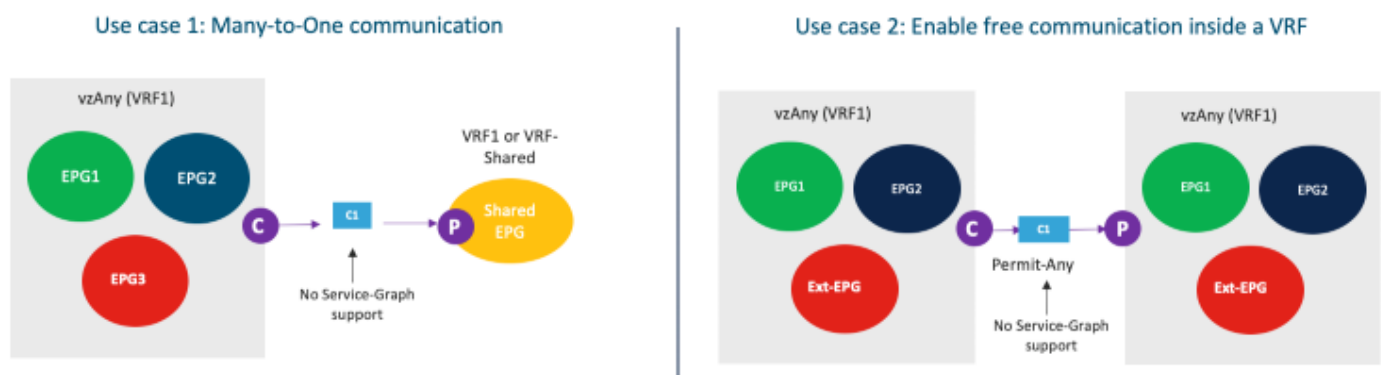 Use case 1: Many-to-One communication
vzAny (VRF1)
EPG1
EPG2
EPG3
C
C1
No Service-Graph
support
VRF1 or VRF-
Shared
P
Shared
EPG
Use case 2: Enable free communication inside a VRF
vzAny (VRF1)
EPG1
EPG2
Ext-EPG
C
C1
Permit-Any
No Service-Graph
support
P
vzAny (VRF1)
EPG1
EPG2
Ext-EPG